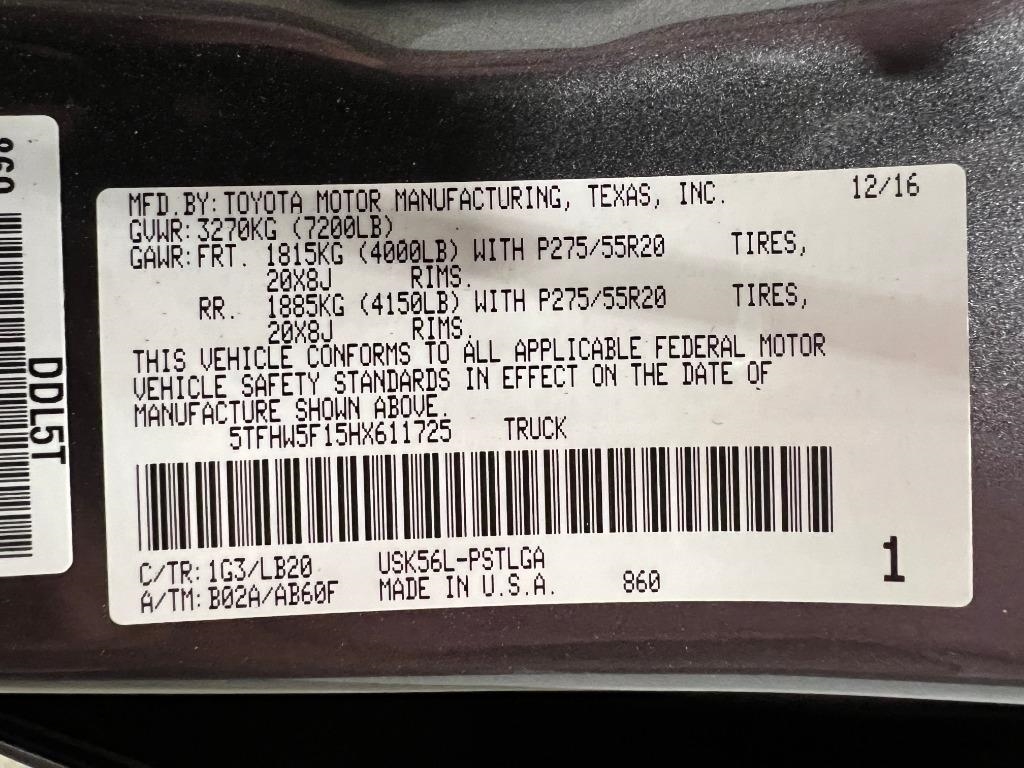 MFD.BY:TOYOTA MOTOR MANUFACTURING, TEXAS, INC. 12/16
GVWR:3270KG (7200LB)
GAWR:FRT. 1815KG (4000LB) WITH P275/55R20 TIRES,
20X8J RIMS.
RR. 1885KG (4150LB) WITH P275/55R20 TIRES,
20X8J RIMS.
THIS VEHICLE CONFORMS TO ALL APPLICABLE FEDERAL MOTOR
VEHICLE SAFETY STANDARDS IN EFFECT ON THE DATE OF
MANUFACTURE SHOWN ABOVE.
5TFHW5F15HX611725 TRUCK
C/TR:1G3/LB20 USK56L-PSTLGA
A/TM:B02A/AB60F MADE IN U.S.A. 860
1
DDL5T